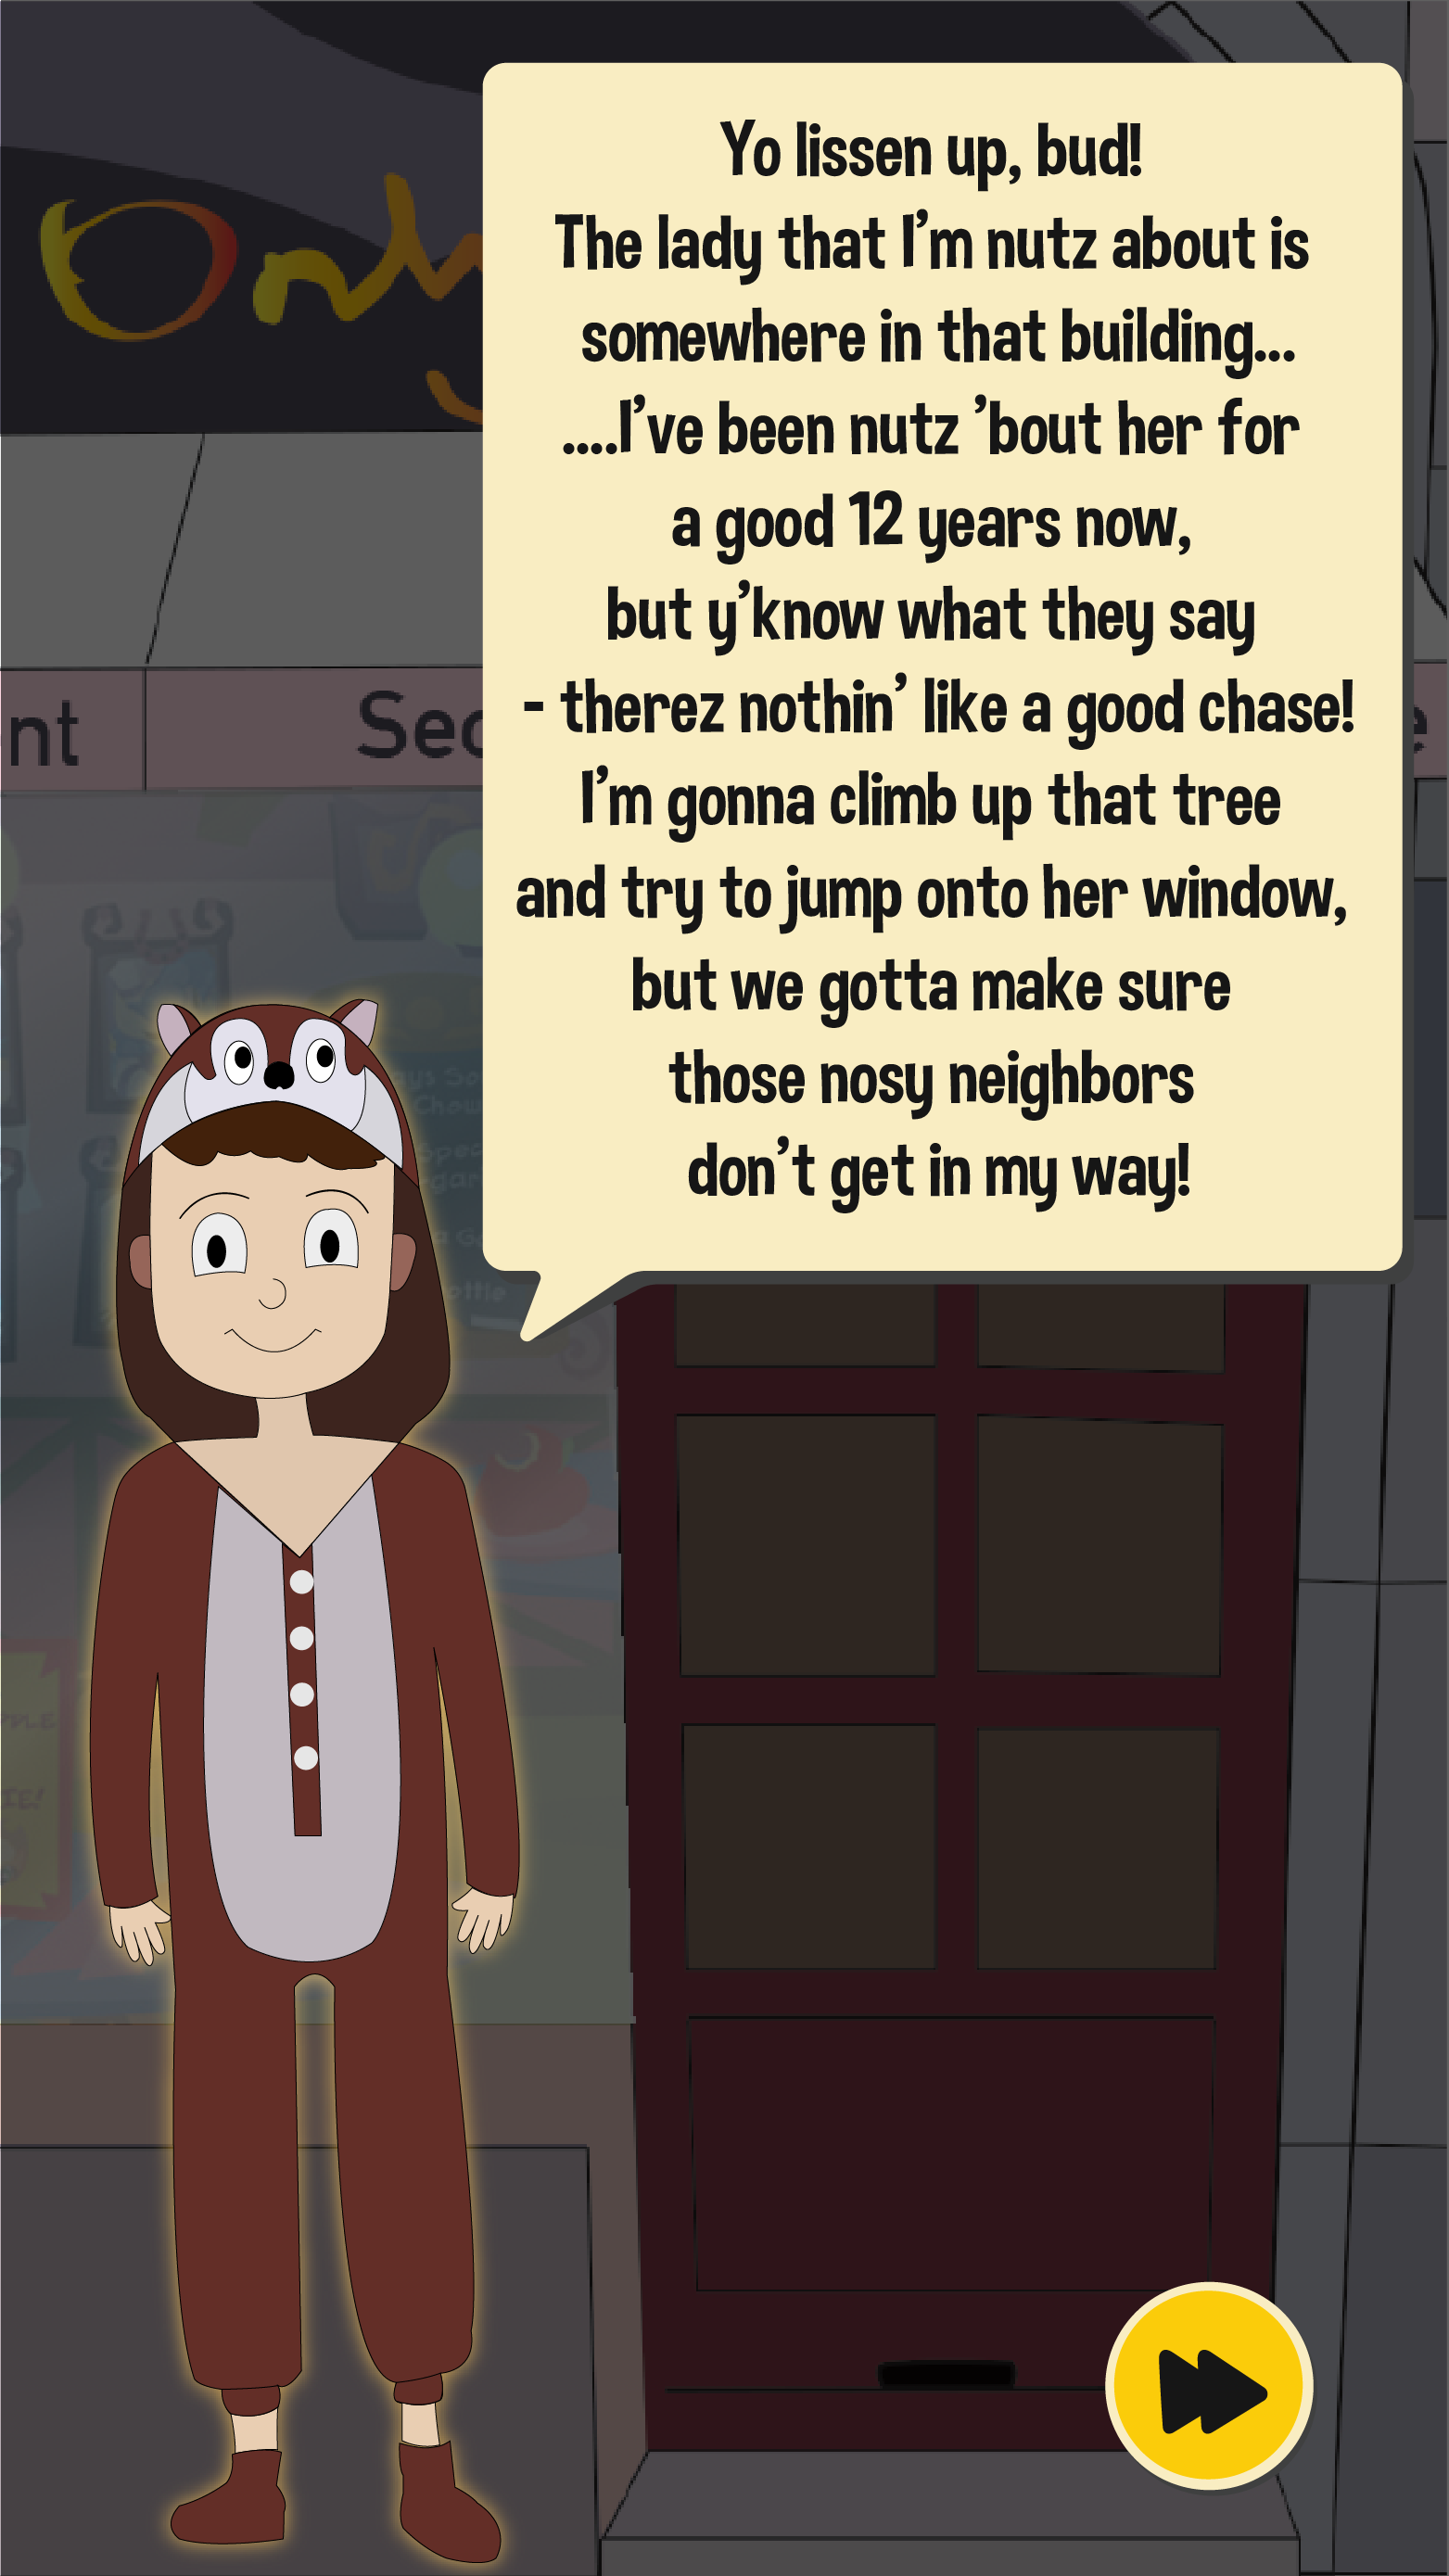 Yo lissen up, bud!
The lady that I'm nutz about is
somewhere in that building...
....I've been nutz 'bout her for
a good 12 years now,
but y'know what they say
- therez nothin' like a good chase!
I'm gonna climb up that tree
and try to jump onto her window,
but we gotta make sure
those nosy neighbors
don't get in my way!
Only
nt
Sec
e